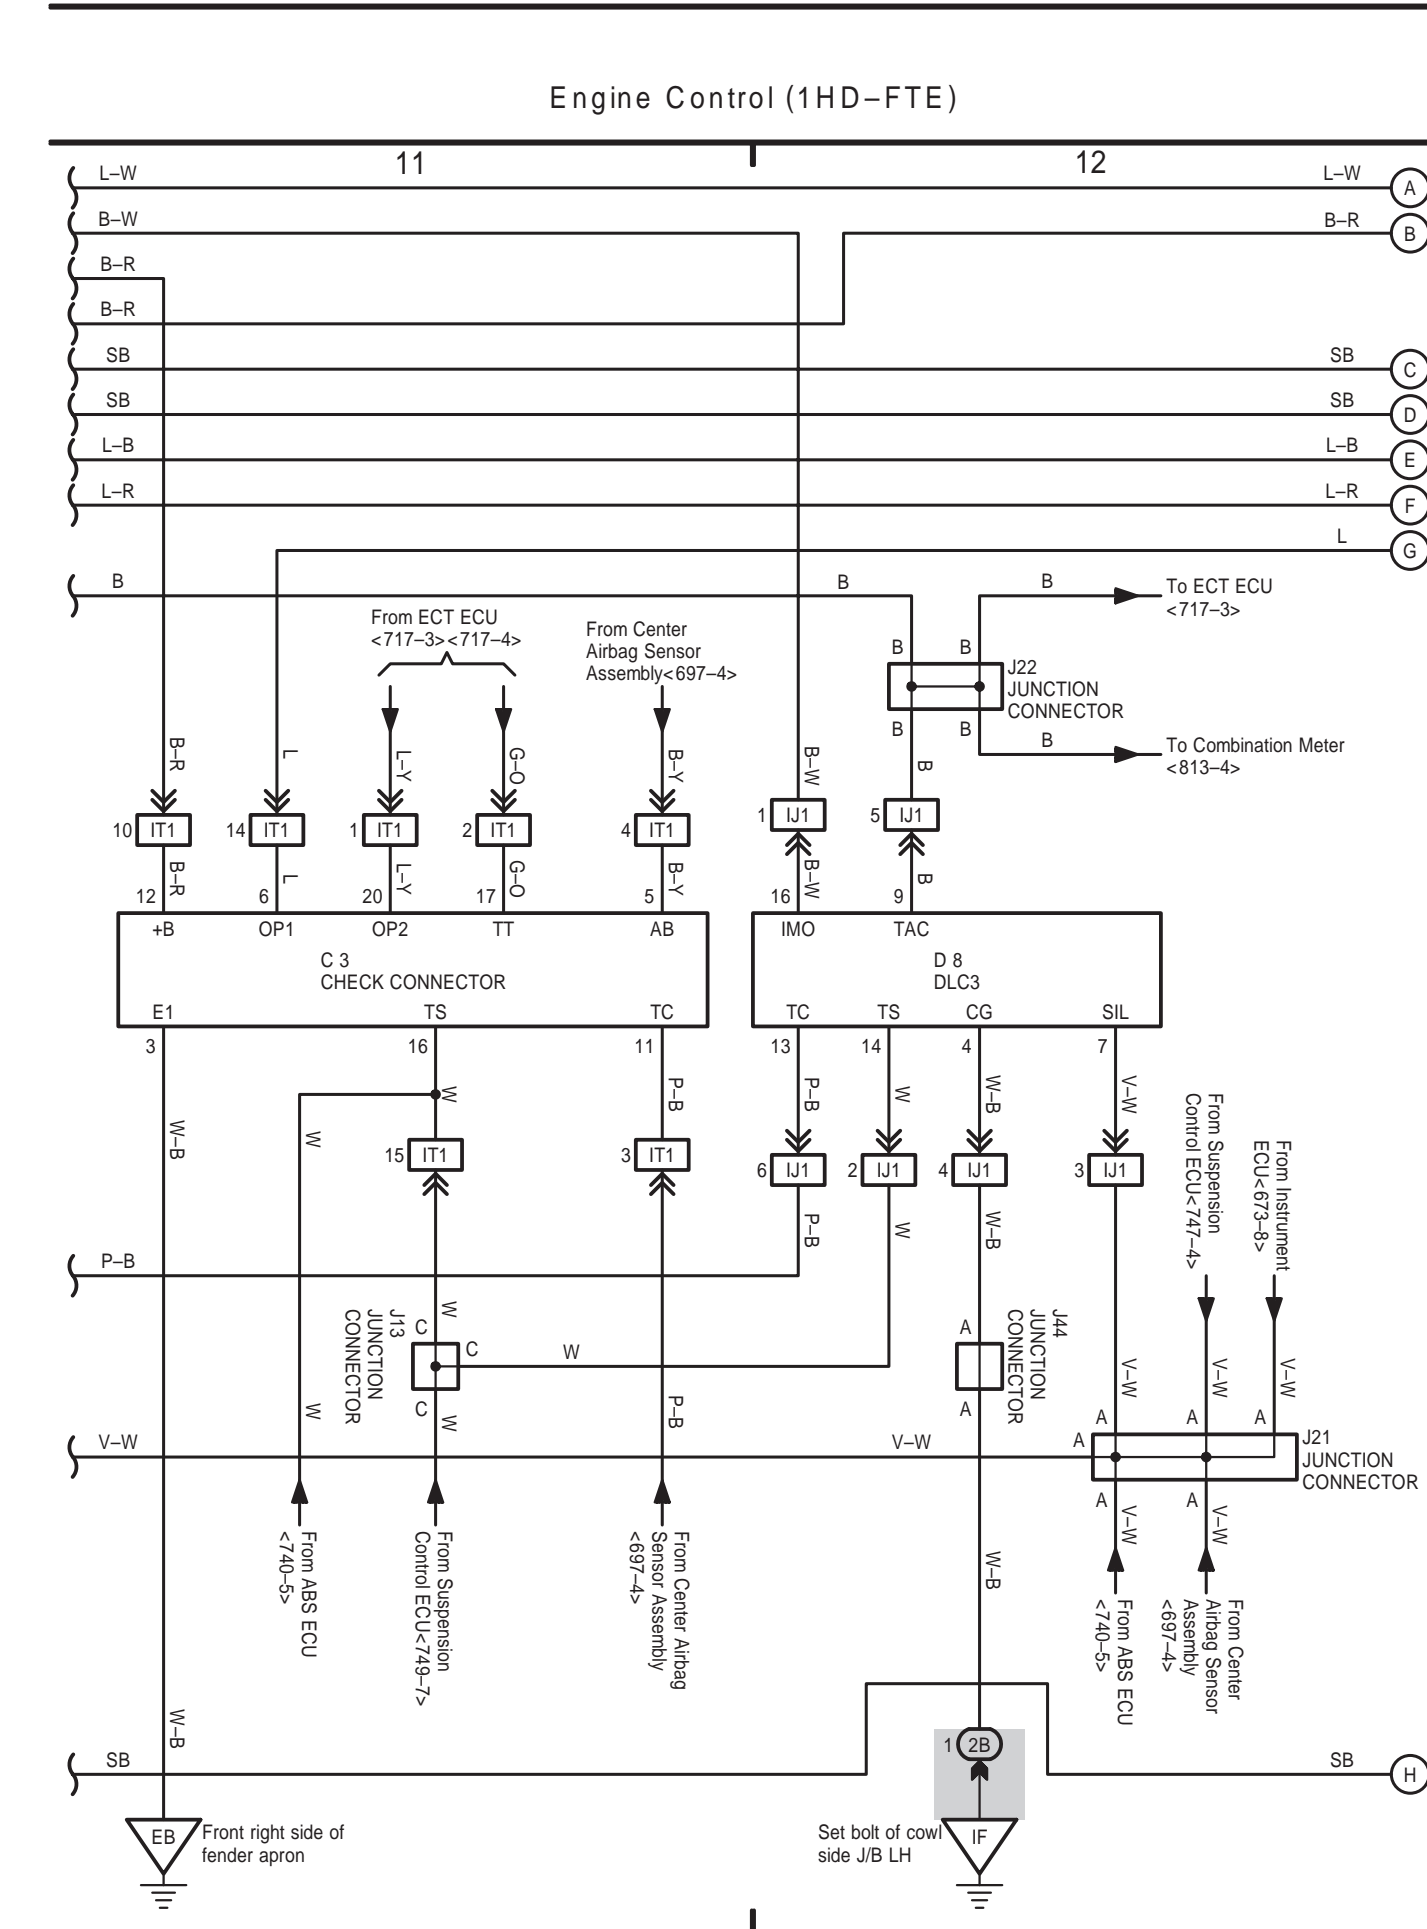 Engine Control (1HD–FTE)
11
12
L–W
L–W
A
B–W
B–R
B
B–R
B–R
SB
SB
C
SB
SB
D
L–B
L–B
E
L–R
L–R
F
L
G
B
B
B
To ECT ECU
<717–3>
From ECT ECU
<717–3><717–4>
From Center
Airbag Sensor
Assembly<697–4>
B
B
J22
JUNCTION
CONNECTOR
B
B
B
To Combination Meter
<813–4>
B–R
L
L–Y
G–O
B–Y
B–W
B
10 IT1
14 IT1
1 IT1
2 IT1
4 IT1
1 IJ1
5 IJ1
B–R
L
L–Y
G–O
B–Y
B–W
B
12
6
20
17
5
16
9
+B
OP1
OP2
TT
AB
IMO
TAC
C 3
CHECK CONNECTOR
D 8
DLC3
E1
TS
TC
TC
TS
CG
SIL
3
16
11
13
14
4
7
W–B
W
W
P–B
P–B
W
W–B
V–W
From Suspension
Control ECU<747–4>
From Instrument
ECU<673–8>
15 IT1
3 IT1
6 IJ1
2 IJ1
4 IJ1
3 IJ1
P–B
W
W–B
P–B
J13
JUNCTION
CONNECTOR
W
C
C
C
W
W
W
P–B
A
A
J44
JUNCTION
CONNECTOR
V–W
V–W
V–W
A
A
A
V–W
V–W
A
J21
JUNCTION
CONNECTOR
A
A
V–W
V–W
From ABS ECU
<740–5>
From Suspension
Control ECU<749–7>
From Center Airbag
Sensor Assembly
<697–4>
W–B
From ABS ECU
<740–5>
From Center
Airbag Sensor
Assembly
<697–4>
W–B
SB
1 2B
SB
H
EB
Front right side of
fender apron
Set bolt of cowl
side J/B LH
IF